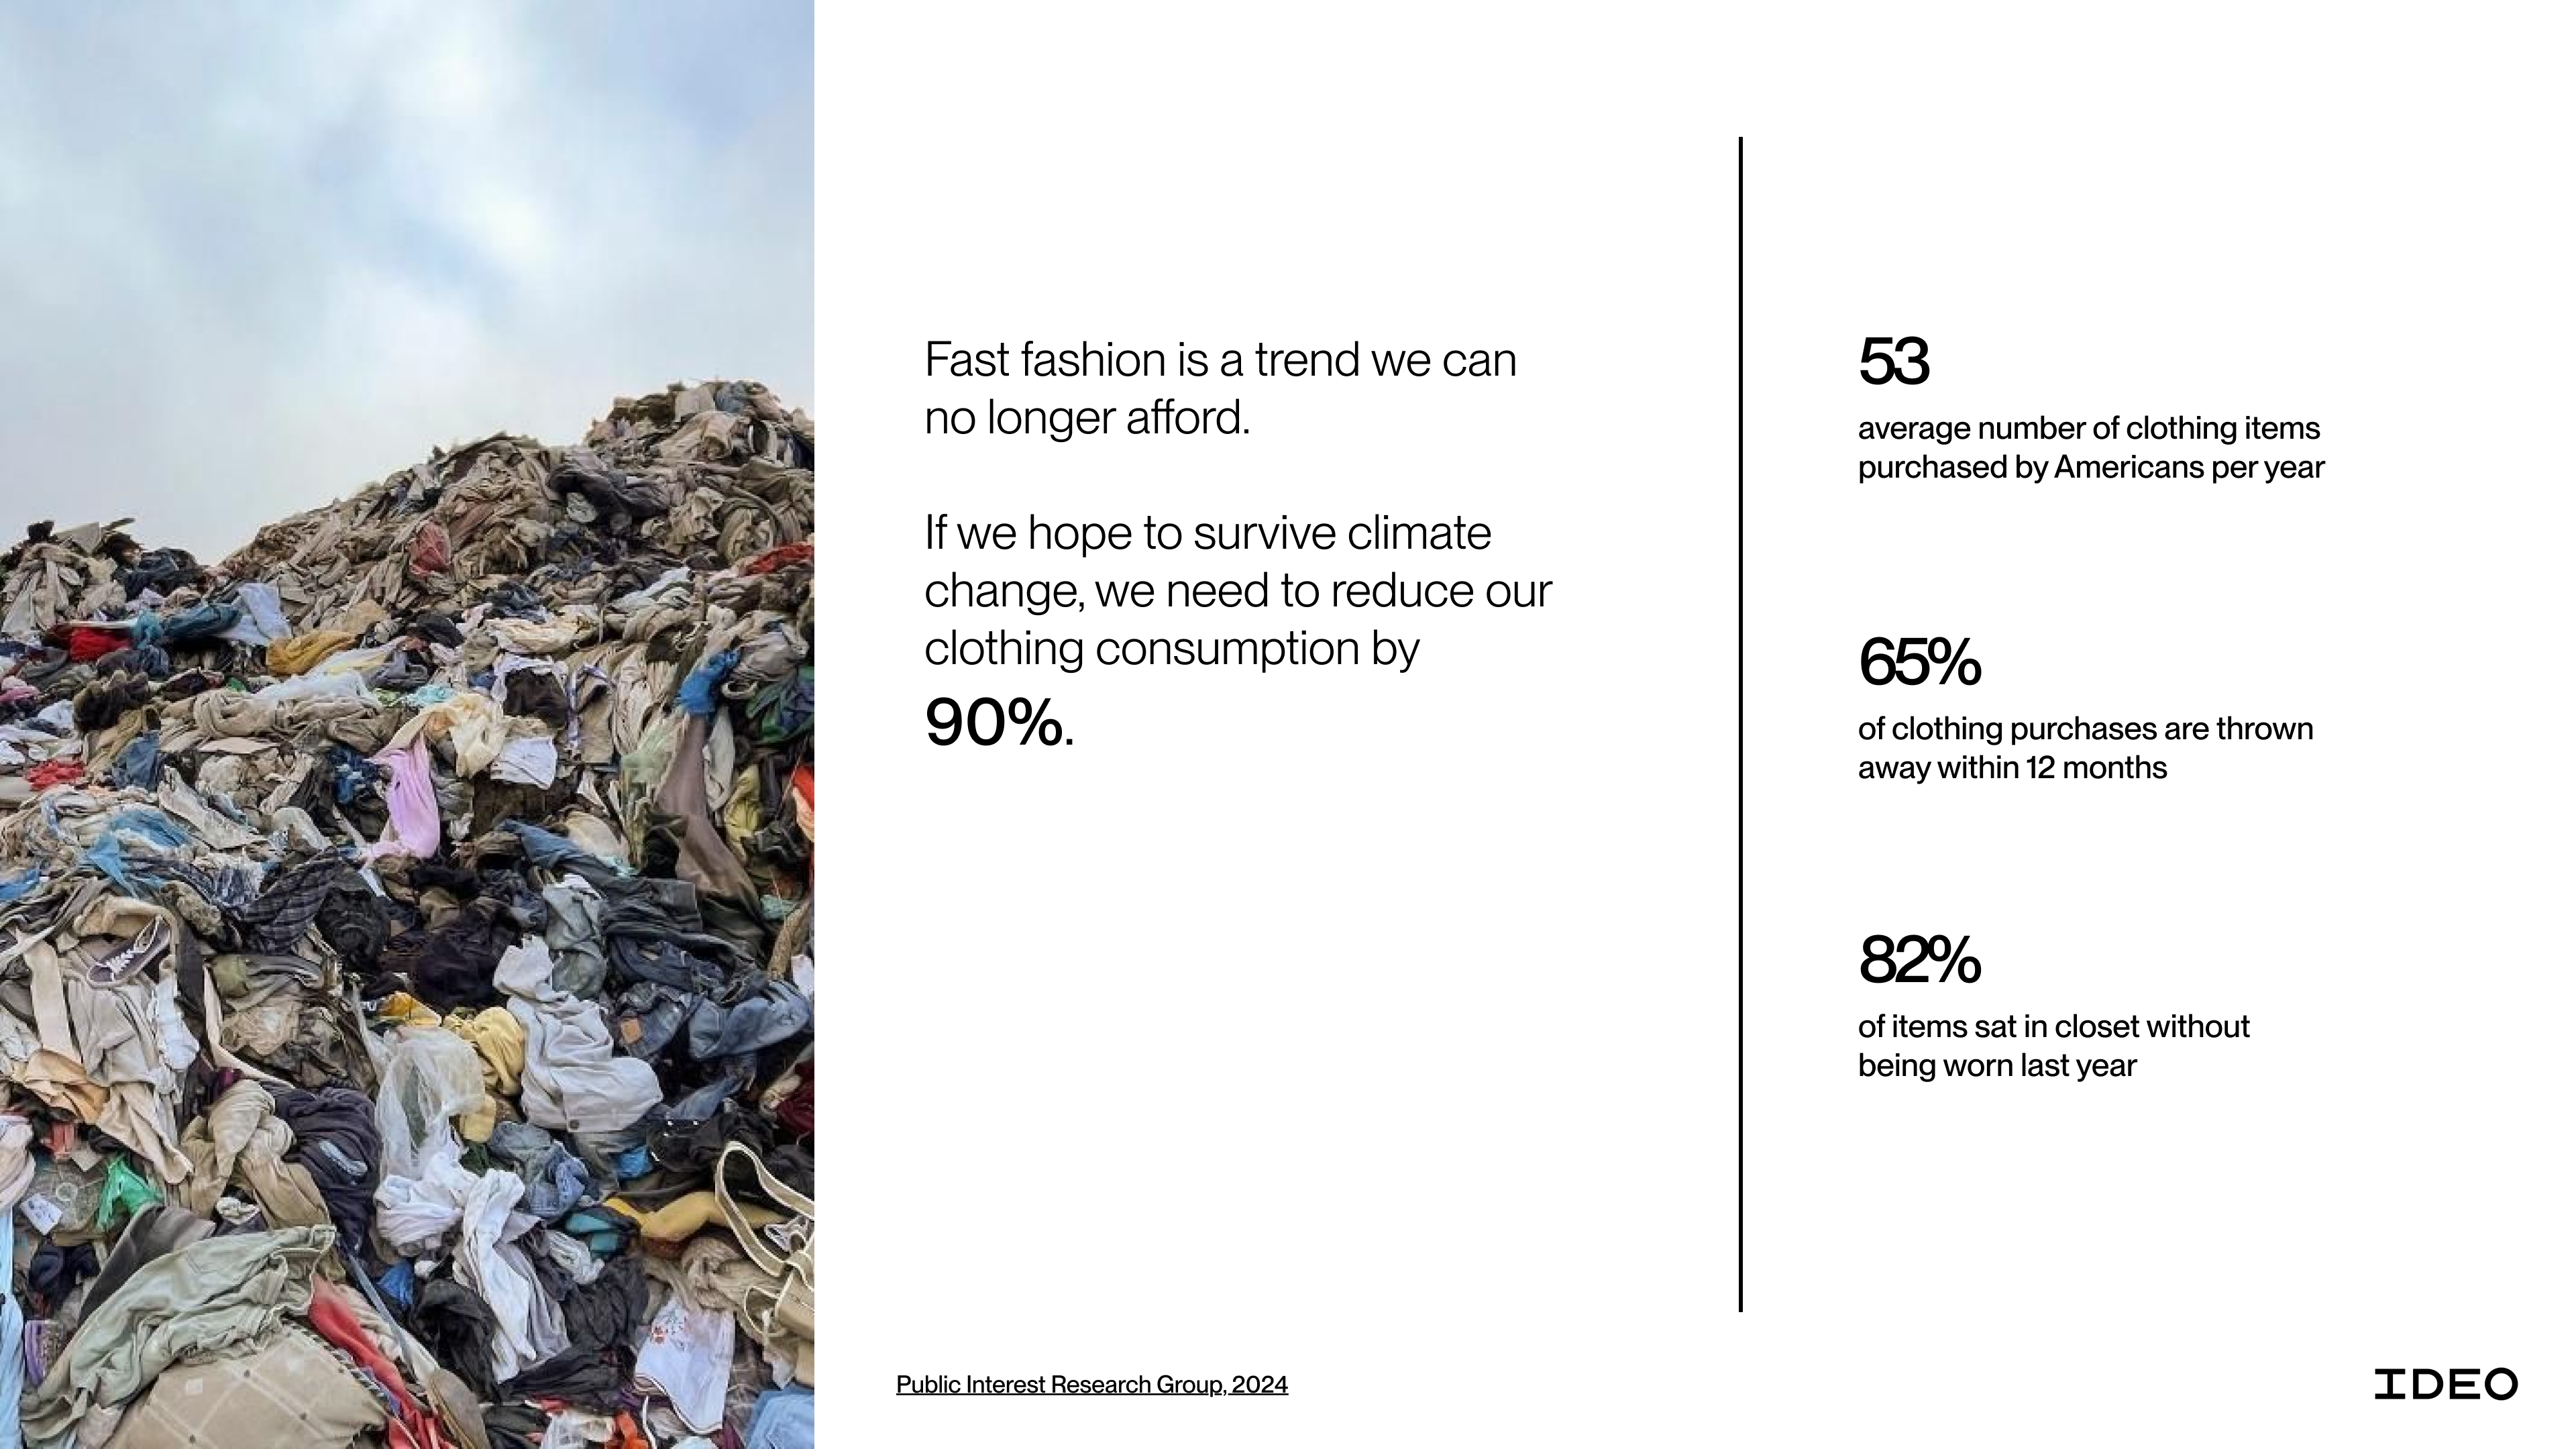 Fast fashion is a trend we can
no longer afford.
If we hope to survive climate
change, we need to reduce our
clothing consumption by
90%.
53
average number of clothing items
purchased by Americans per year
65%
of clothing purchases are thrown
away within 12 months
82%
of items sat in closet without
being worn last year
Public Interest Research Group, 2024
IDEO